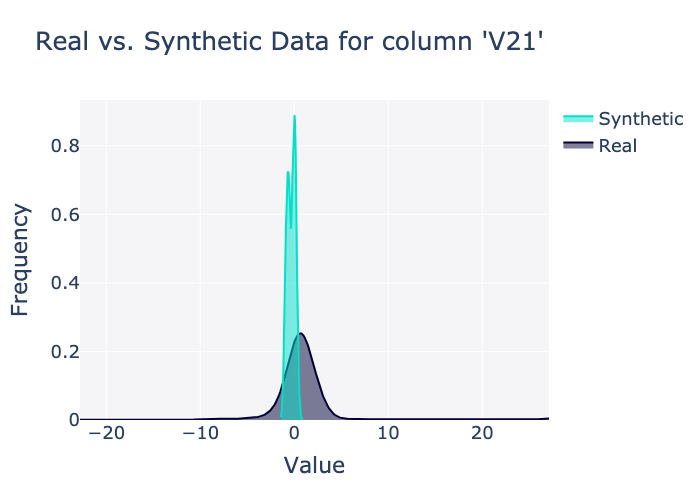 Real vs. Synthetic Data for column 'V21'
Synthetic
Real
0.8
0.6
0.4
0.2
0
Frequency
−20
−10
0
10
20
Value